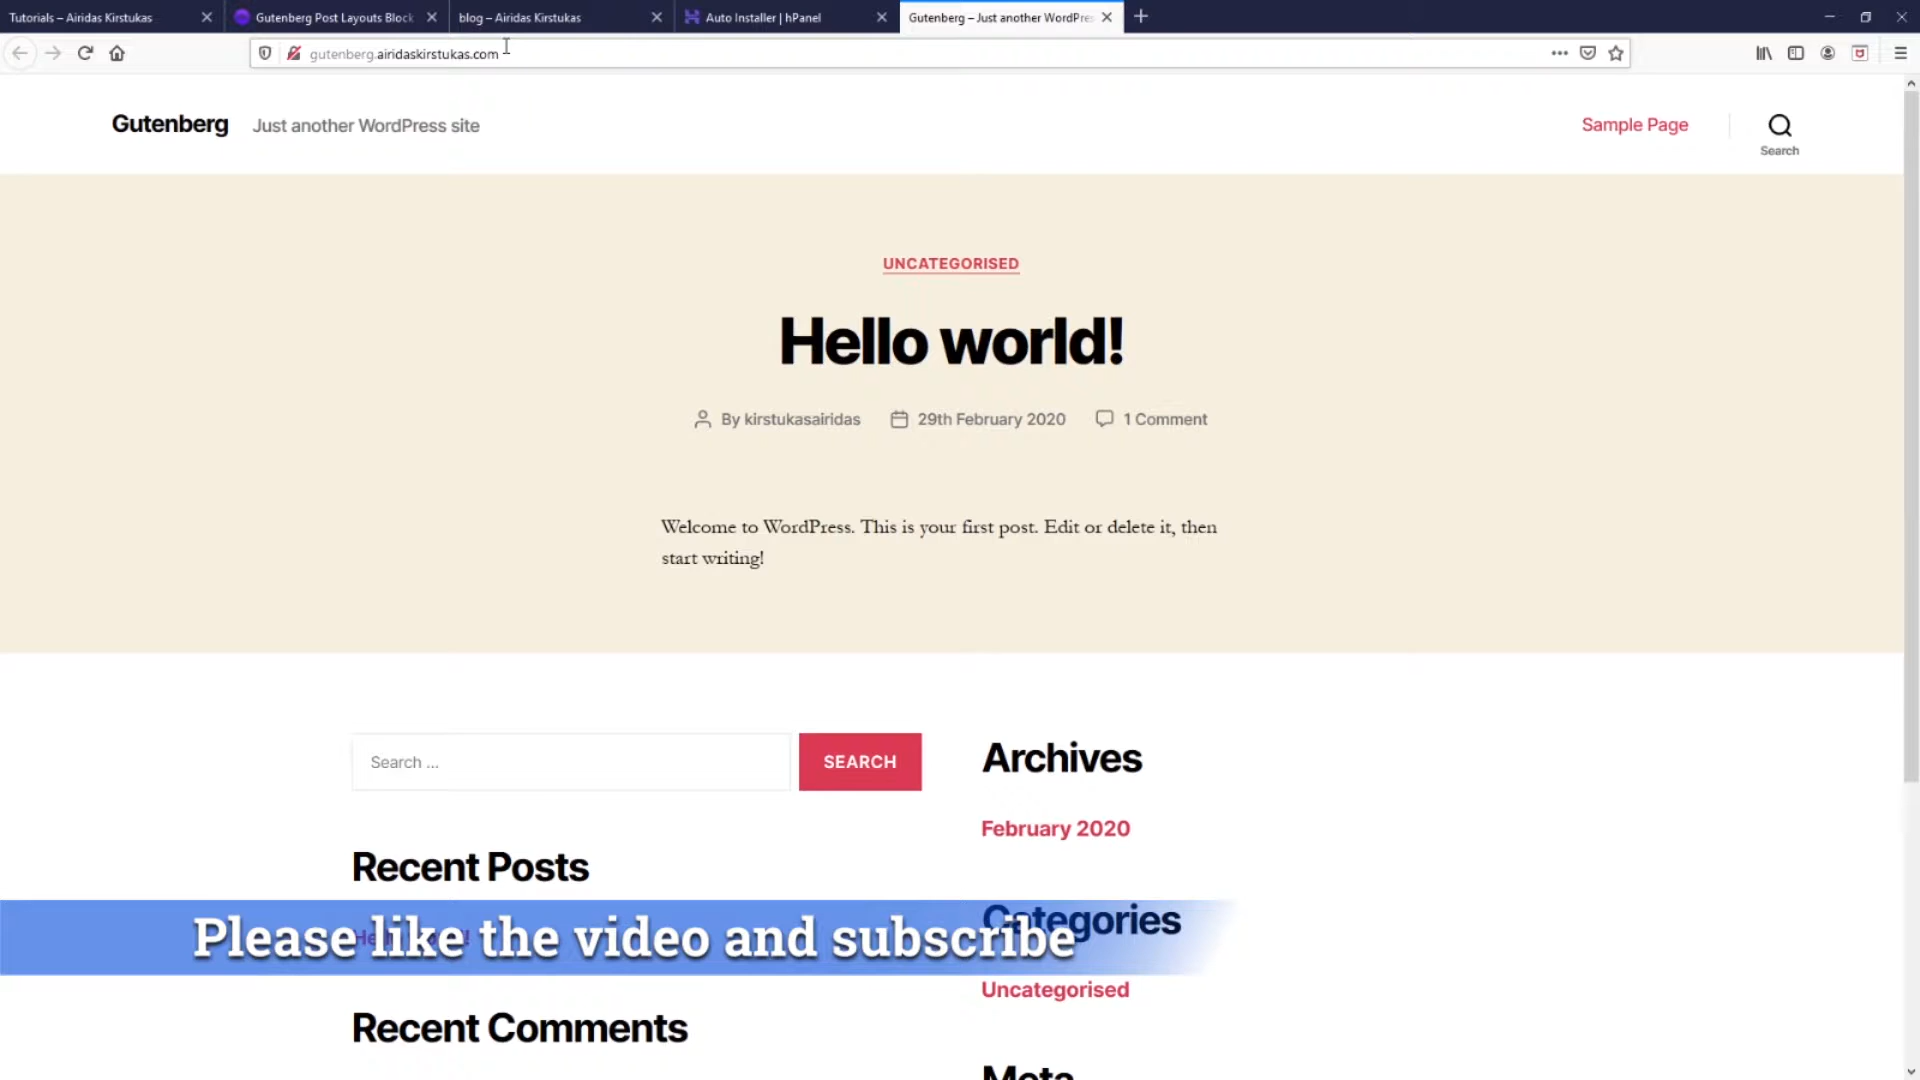 Tutorials – Airidas Kirstukas
Gutenberg Post Layouts Block
blog – Airidas Kirstukas
Auto Installer | hPanel
Gutenberg – Just another WordPres
gutenberg.airidaskirstukas.com
Gutenberg
Just another WordPress site
Sample Page
Search
UNCATEGORISED
Hello world!
By kirstukasairidas
29th February 2020
1 Comment
Welcome to WordPress. This is your first post. Edit or delete it, then
start writing!
Search ...
SEARCH
Archives
February 2020
Recent Posts
Categories
Please like the video and subscribe
Uncategorised
Recent Comments
Meta